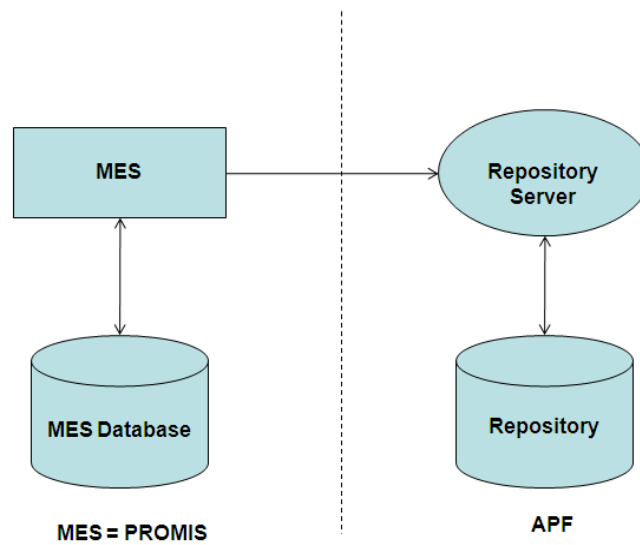 MES
Repository
Server
MES Database
Repository
MES = PROMIS
APF